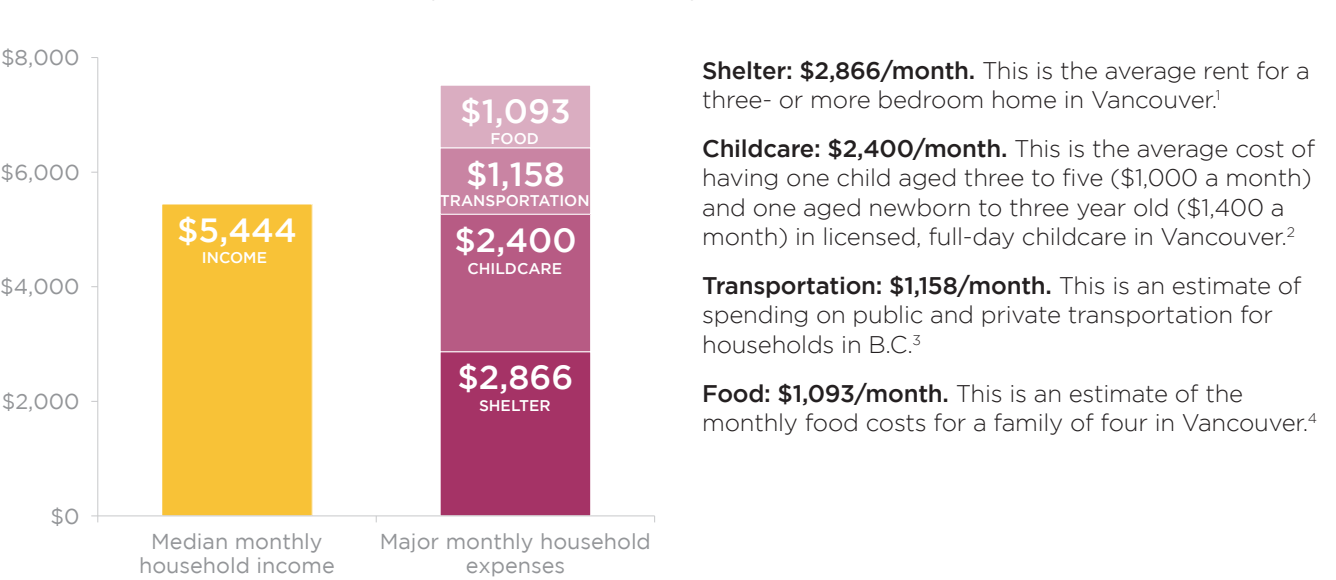 $8,000
$6,000
$4,000
$2,000
$0
$5,444
INCOME
$1,093
FOOD
$1,158
TRANSPORTATION
$2,400
CHILDCARE
$2,866
SHELTER
Median monthly
household income
Major monthly household
expenses
Shelter: $2,866/month. This is the average rent for a
three- or more bedroom home in Vancouver.¹
Childcare: $2,400/month. This is the average cost of
having one child aged three to five ($1,000 a month)
and one aged newborn to three year old ($1,400 a
month) in licensed, full-day childcare in Vancouver.²
Transportation: $1,158/month. This is an estimate of
spending on public and private transportation for
households in B.C.³
Food: $1,093/month. This is an estimate of the
monthly food costs for a family of four in Vancouver.⁴